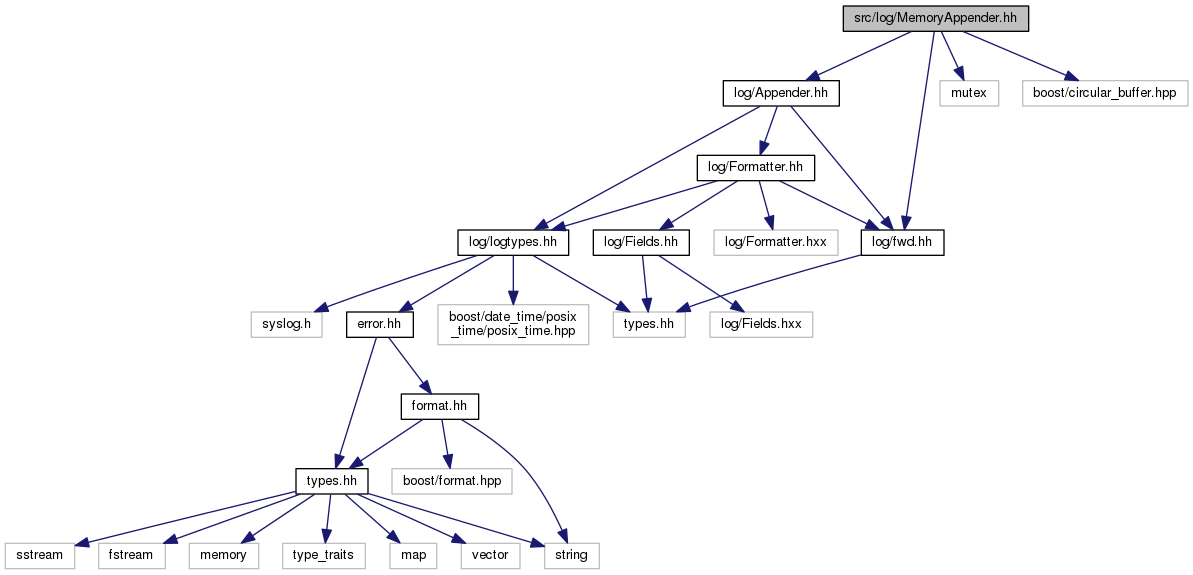 src/log/MemoryAppender.hh
log/Appender.hh
mutex
boost/circular_buffer.hpp
log/Formatter.hh
log/logtypes.hh
log/Fields.hh
log/Formatter.hxx
log/fwd.hh
syslog.h
error.hh
boost/date_time/posix
_time/posix_time.hpp
types.hh
log/Fields.hxx
format.hh
types.hh
boost/format.hpp
sstream
fstream
memory
type_traits
map
vector
string